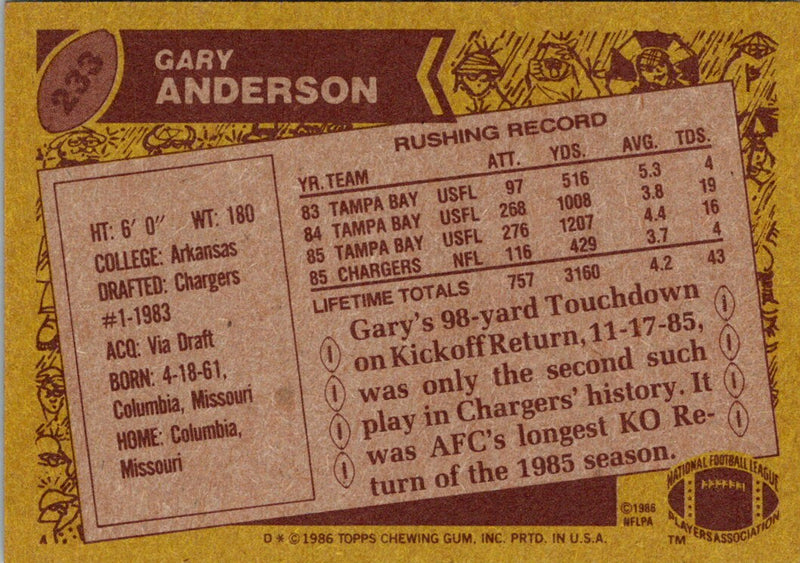 233
GARY
ANDERSON
RUSHING RECORD
YR. TEAM ATT. YDS. AVG. TDS.
83 TAMPA BAY USFL 97 516 5.3 4
84 TAMPA BAY USFL 268 1008 3.8 19
85 TAMPA BAY USFL 276 1207 4.4 16
85 CHARGERS NFL 116 429 3.7 4
LIFETIME TOTALS 757 3160 4.2 43
HT: 6' 0" WT: 180
COLLEGE: Arkansas
DRAFTED: Chargers
#1-1983
ACQ: Via Draft
BORN: 4-18-61,
Columbia, Missouri
HOME: Columbia,
Missouri
Gary's 98-yard Touchdown
on Kickoff Return, 11-17-85,
was only the second such
play in Chargers' history. It
was AFC's longest KO Re-
turn of the 1985 season.
©1986
NFLPA
NATIONAL FOOTBALL LEAGUE
PLAYERS ASSOCIATION
TM
A
D * © 1986 TOPPS CHEWING GUM, INC. PRTD. IN U.S.A.